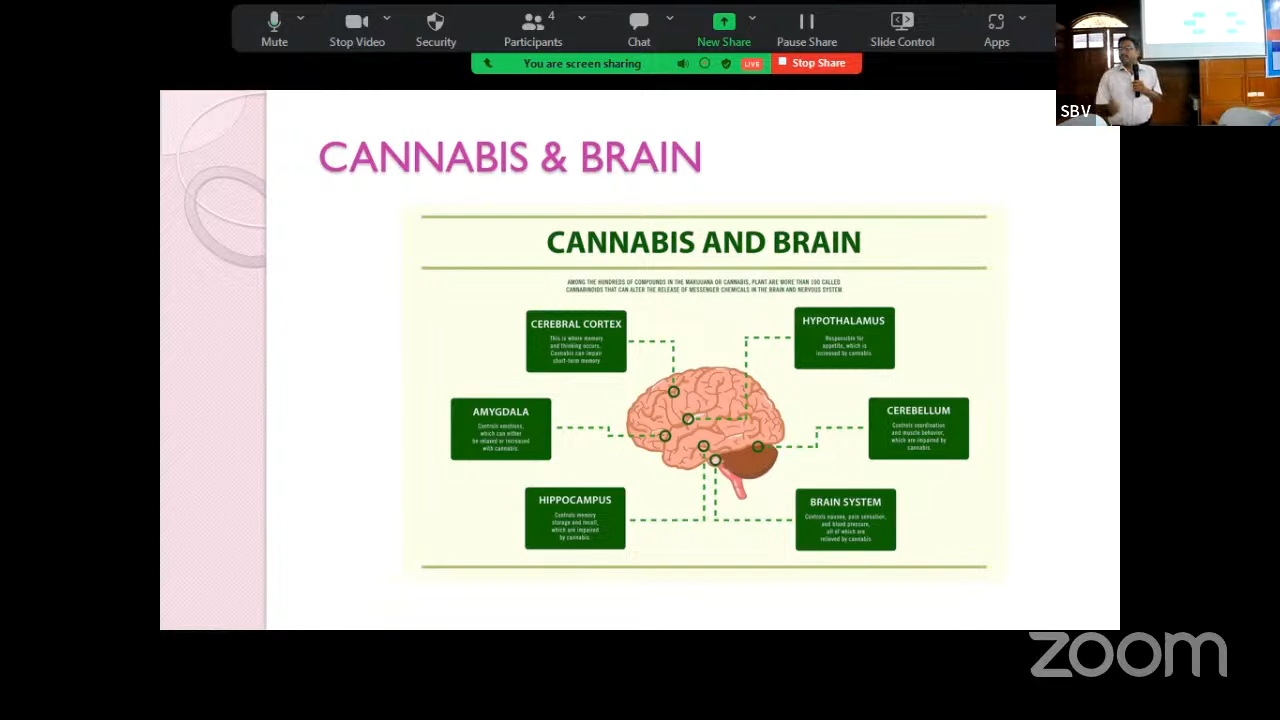 4
Mute
Stop Video
Security
Participants
Chat
New Share
Pause Share
Slide Control
Apps
You are screen sharing
LIVE
Stop Share
SBV
CANNABIS & BRAIN
CANNABIS AND BRAIN
AMONG THE HUNDREDS OF COMPOUNDS IN THE MARIJUANA OR CANNABIS, PLANT ARE MORE THAN 100 CALLED
CANNABINOIDS THAT CAN ALTER THE RELEASE OF MESSENGER CHEMICALS IN THE BRAIN AND NERVOUS SYSTEM
CEREBRAL CORTEX
This is where memory
and thinking occurs.
Cannabis can impair
short-term memory
HYPOTHALAMUS
Responsible for
appetite, which is
increased by cannabis.
AMYGDALA
Controls emotions,
which can either
be relaxed or increased
with cannabis.
CEREBELLUM
Controls coordination
and muscle behavior,
which are impaired by
cannabis.
HIPPOCAMPUS
Controls memory
storage and recall,
which are impaired
by cannabis.
BRAIN SYSTEM
Controls nausea, pain sensation,
and blood pressure,
all of which are
relieved by cannabis.
zoom